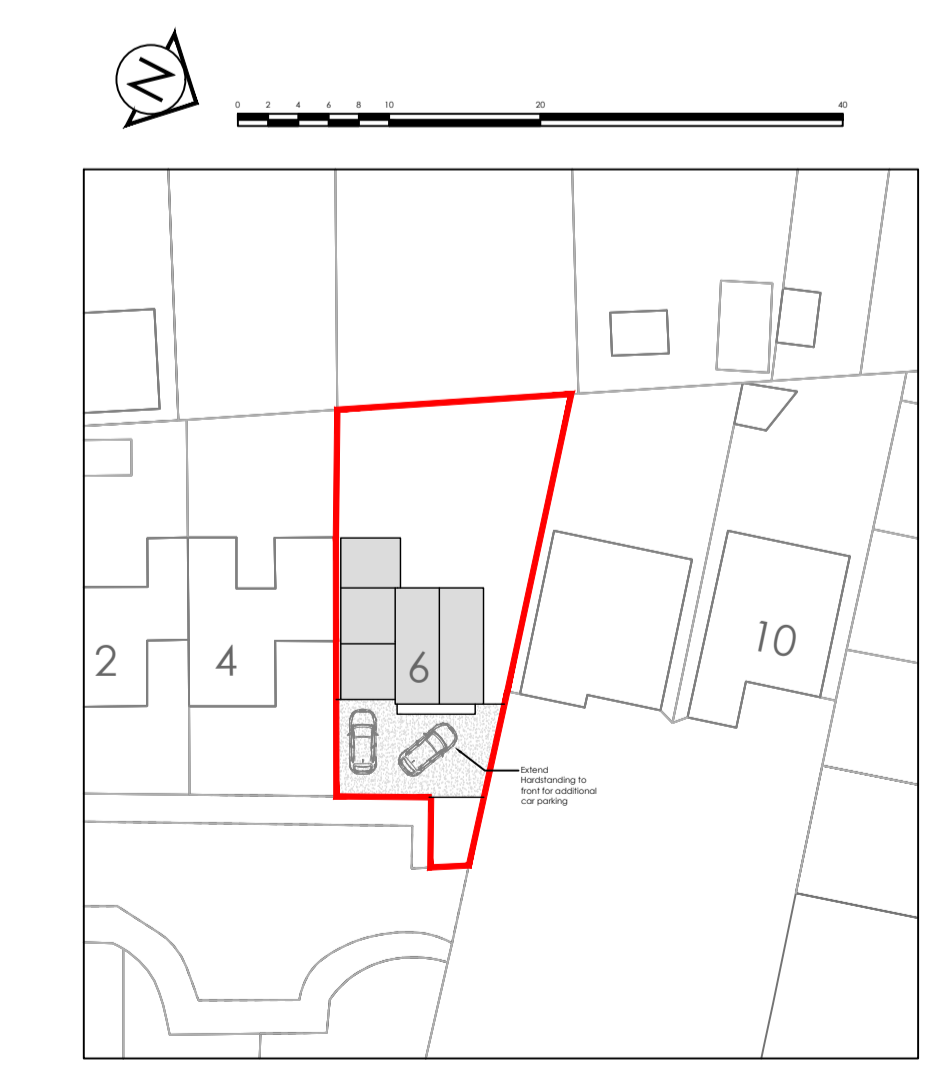 N
0 2 4 6 8 10 20 40
2
4
6
10
Extend
Hardstanding to
front for additional
car parking